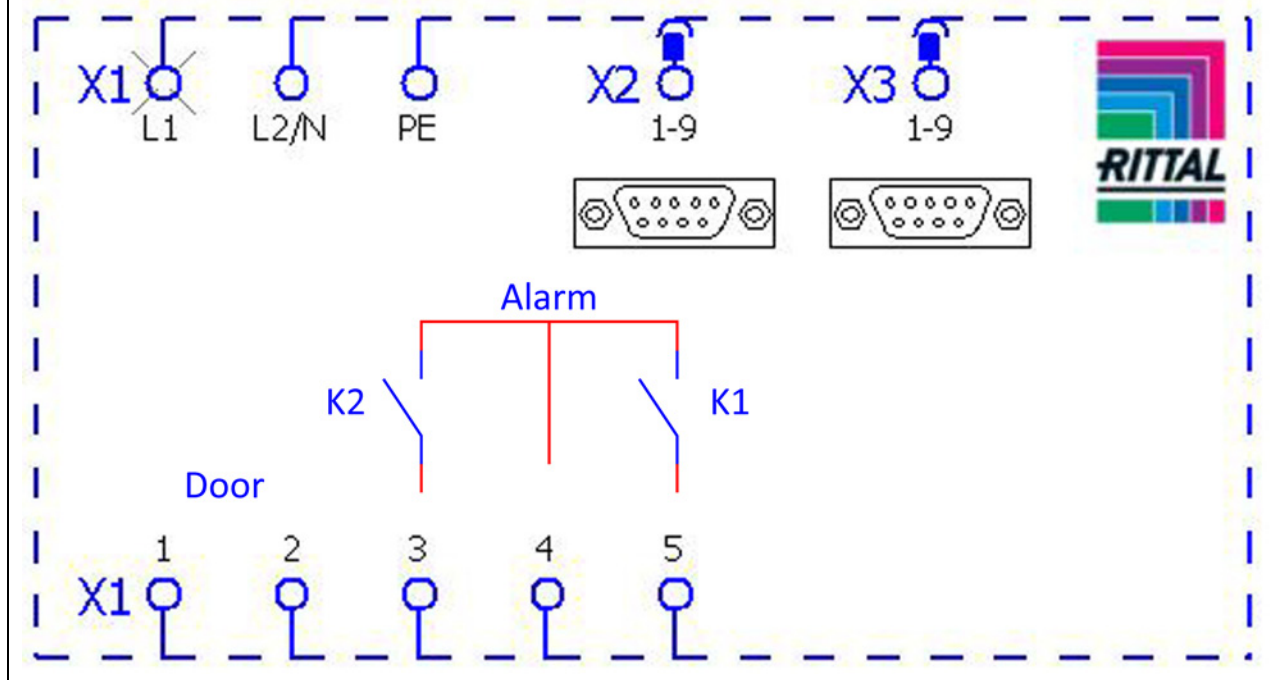 X1 X2 X3
L1 L2/N PE 1-9 1-9
RITTAL
Alarm
K2 K1
Door
1 2 3 4 5
X1